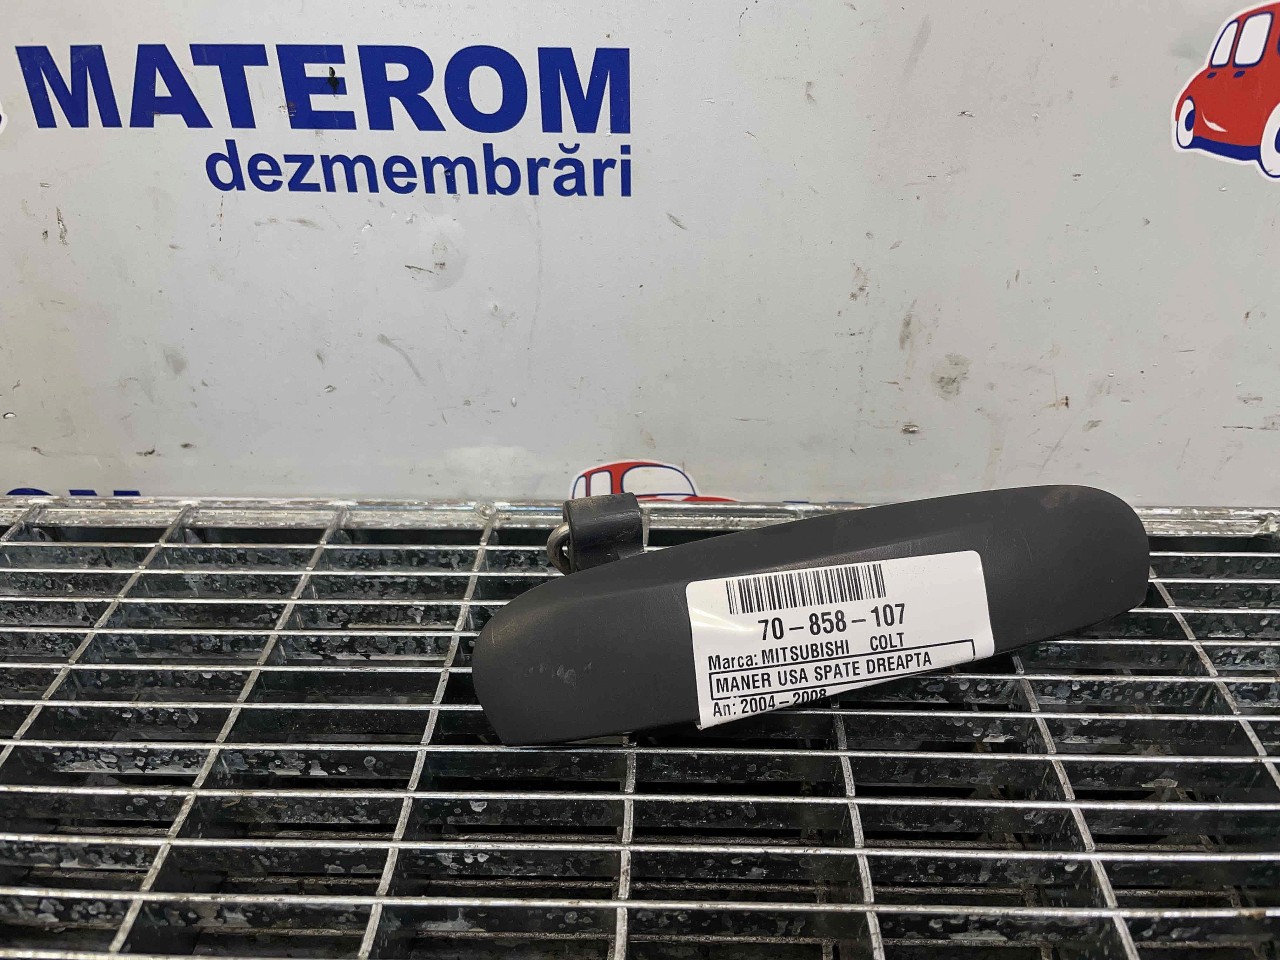 MATEROM
dezmembrări
70-858-107
Marca: MITSUBISHI COLT
MANER USA SPATE DREAPTA
An: 2004-2008